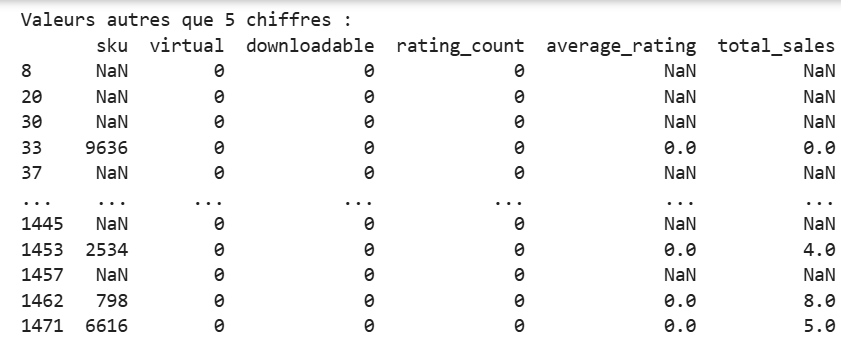 Valeurs autres que 5 chiffres :
sku virtual downloadable rating_count average_rating total_sales
8 NaN 0 0 0 NaN NaN
20 NaN 0 0 0 NaN NaN
30 NaN 0 0 0 NaN NaN
33 9636 0 0 0 0.0 0.0
37 NaN 0 0 0 NaN NaN
... ... ... ... ... ... ...
1445 NaN 0 0 0 NaN NaN
1453 2534 0 0 0 0.0 4.0
1457 NaN 0 0 0 NaN NaN
1462 798 0 0 0 0.0 8.0
1471 6616 0 0 0 0.0 5.0